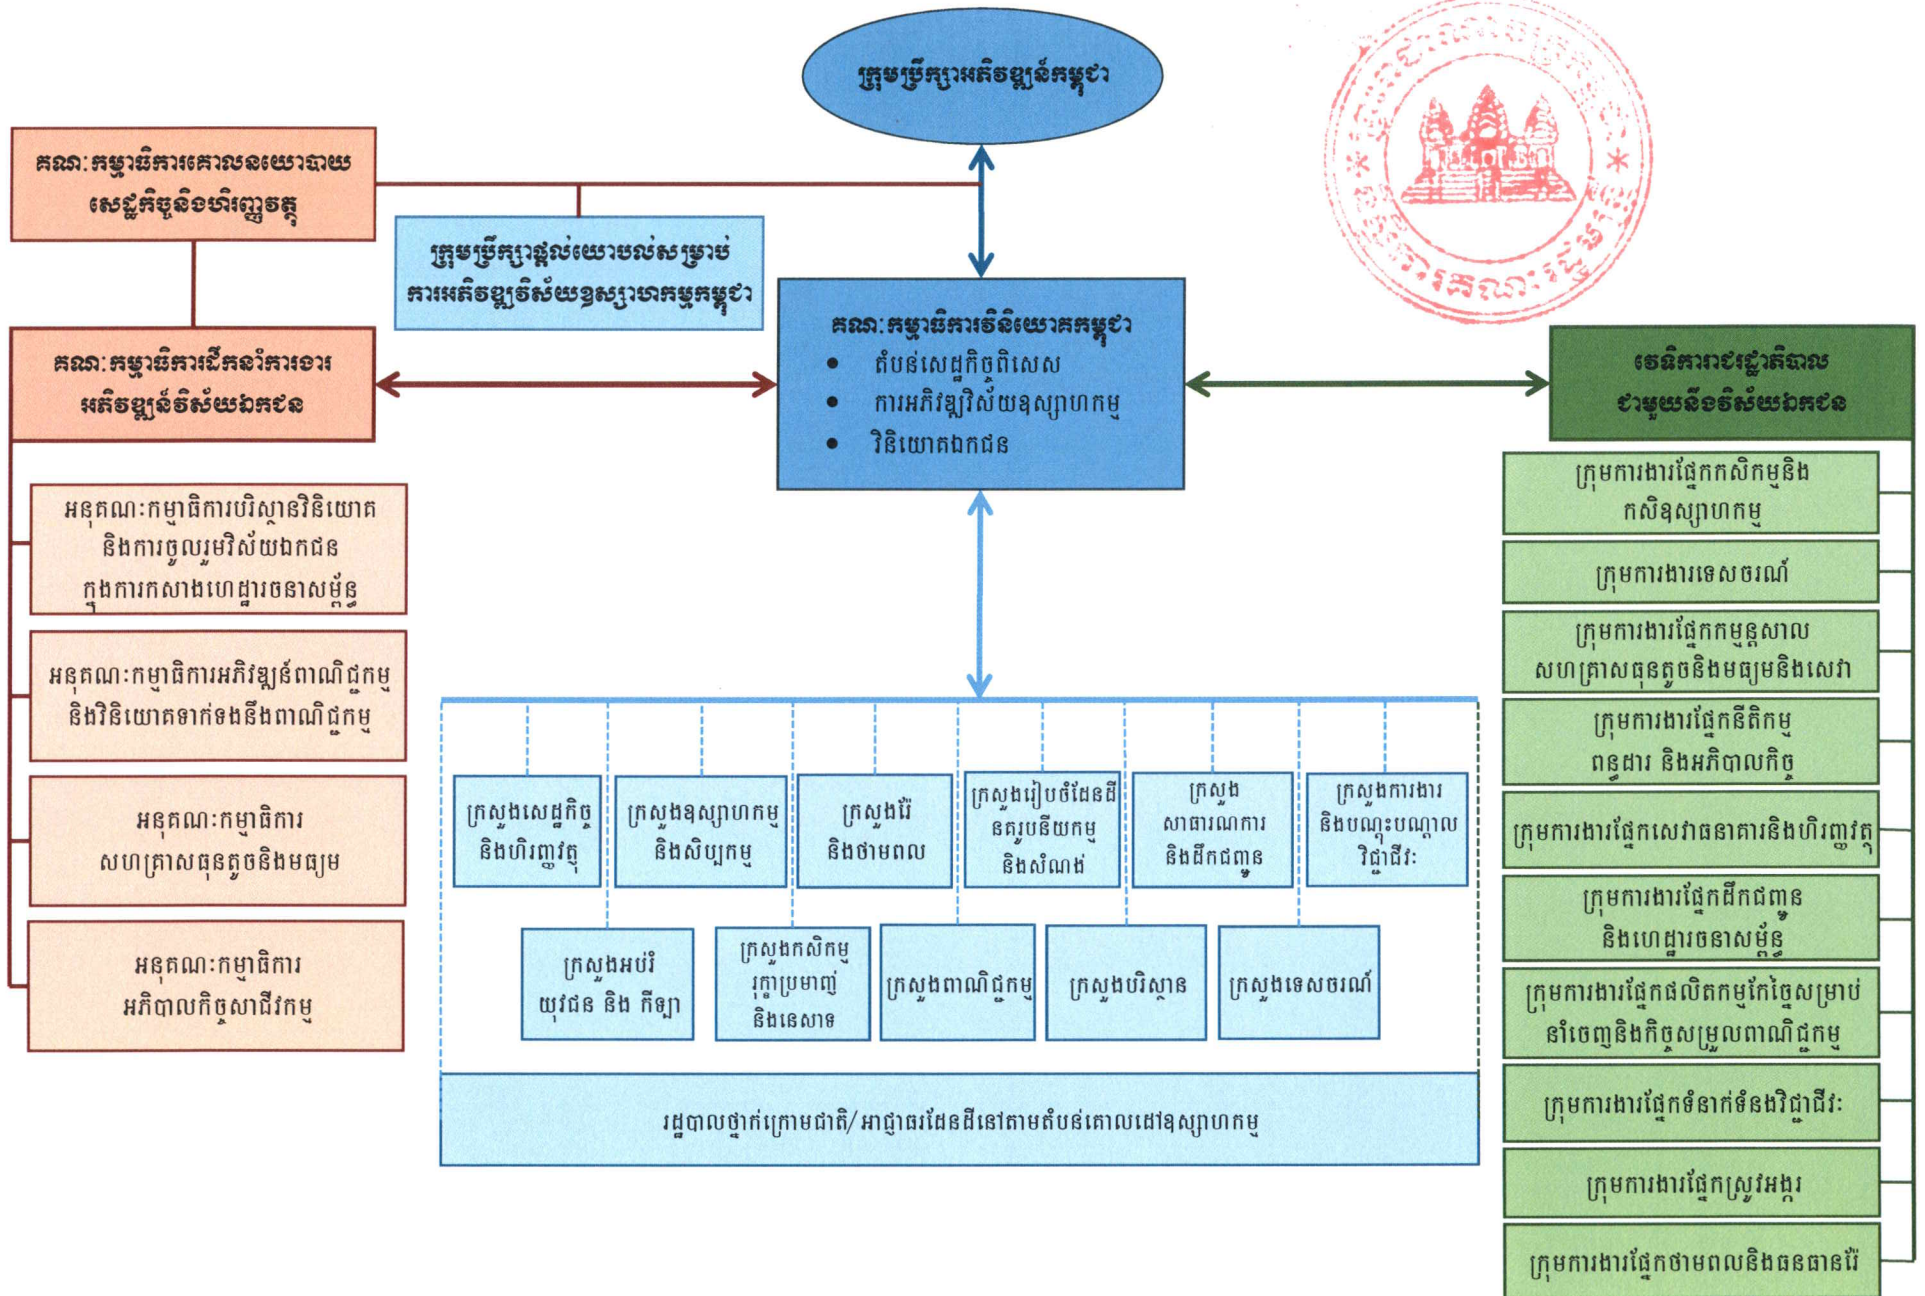 ក្រុមប្រឹក្សាអភិវឌ្ឍន៍កម្ពុជា
គណៈកម្មាធិការគោលនយោបាយ
សេដ្ឋកិច្ចនិងហិរញ្ញវត្ថុ
ក្រុមប្រឹក្សាផ្តល់យោបល់សម្រាប់
ការអភិវឌ្ឍវិស័យឧស្សាហកម្មកម្ពុជា
គណៈកម្មាធិការវិនិយោគកម្ពុជា
• តំបន់សេដ្ឋកិច្ចពិសេស
• ការអភិវឌ្ឍវិស័យឧស្សាហកម្ម
• វិនិយោគឯកជន
គណៈកម្មាធិការដឹកនាំការងារ
អភិវឌ្ឍន៍វិស័យឯកជន
អនុគណៈកម្មាធិការបរិស្ថានវិនិយោគ
និងការចូលរួមវិស័យឯកជន
ក្នុងការកសាងហេដ្ឋារចនាសម្ព័ន្ធ
អនុគណៈកម្មាធិការអភិវឌ្ឍន៍ពាណិជ្ជកម្ម
និងវិនិយោគទាក់ទងនឹងពាណិជ្ជកម្ម
អនុគណៈកម្មាធិការ
សហគ្រាសធុនតូចនិងមធ្យម
អនុគណៈកម្មាធិការ
អភិបាលកិច្ចសាជីវកម្ម
វេទិការាជរដ្ឋាភិបាល
ជាមួយនឹងវិស័យឯកជន
ក្រុមការងារផ្នែកកសិកម្មនិង
កសិឧស្សាហកម្ម
ក្រុមការងារទេសចរណ៍
ក្រុមការងារផ្នែកកម្មន្តសាល
សហគ្រាសធុនតូចនិងមធ្យមនិងសេវា
ក្រុមការងារផ្នែកនីតិកម្ម
ពន្ធដារ និងអភិបាលកិច្ច
ក្រុមការងារផ្នែកសេវាធនាគារនិងហិរញ្ញវត្ថុ
ក្រុមការងារផ្នែកដឹកជញ្ជូន
និងហេដ្ឋារចនាសម្ព័ន្ធ
ក្រុមការងារផ្នែកផលិតកម្មកែច្នៃសម្រាប់
នាំចេញនិងកិច្ចសម្រួលពាណិជ្ជកម្ម
ក្រុមការងារផ្នែកទំនាក់ទំនងវិជ្ជាជីវៈ
ក្រុមការងារផ្នែកស្រូវអង្ករ
ក្រុមការងារផ្នែកថាមពលនិងធនធានរ៉ែ
ក្រសួងសេដ្ឋកិច្ច
និងហិរញ្ញវត្ថុ
ក្រសួងឧស្សាហកម្ម
និងសិប្បកម្ម
ក្រសួងរ៉ែ
និងថាមពល
ក្រសួងរៀបចំដែនដី
នគរូបនីយកម្ម
និងសំណង់
ក្រសួង
សាធារណការ
និងដឹកជញ្ជូន
ក្រសួងការងារ
និងបណ្តុះបណ្តាល
វិជ្ជាជីវៈ
ក្រសួងអប់រំ
យុវជន និង កីឡា
ក្រសួងកសិកម្ម
រុក្ខាប្រមាញ់
និងនេសាទ
ក្រសួងពាណិជ្ជកម្ម
ក្រសួងបរិស្ថាន
ក្រសួងទេសចរណ៍
រដ្ឋបាលថ្នាក់ក្រោមជាតិ/អាជ្ញាធរដែនដីនៅតាមតំបន់គោលដៅឧស្សាហកម្ម